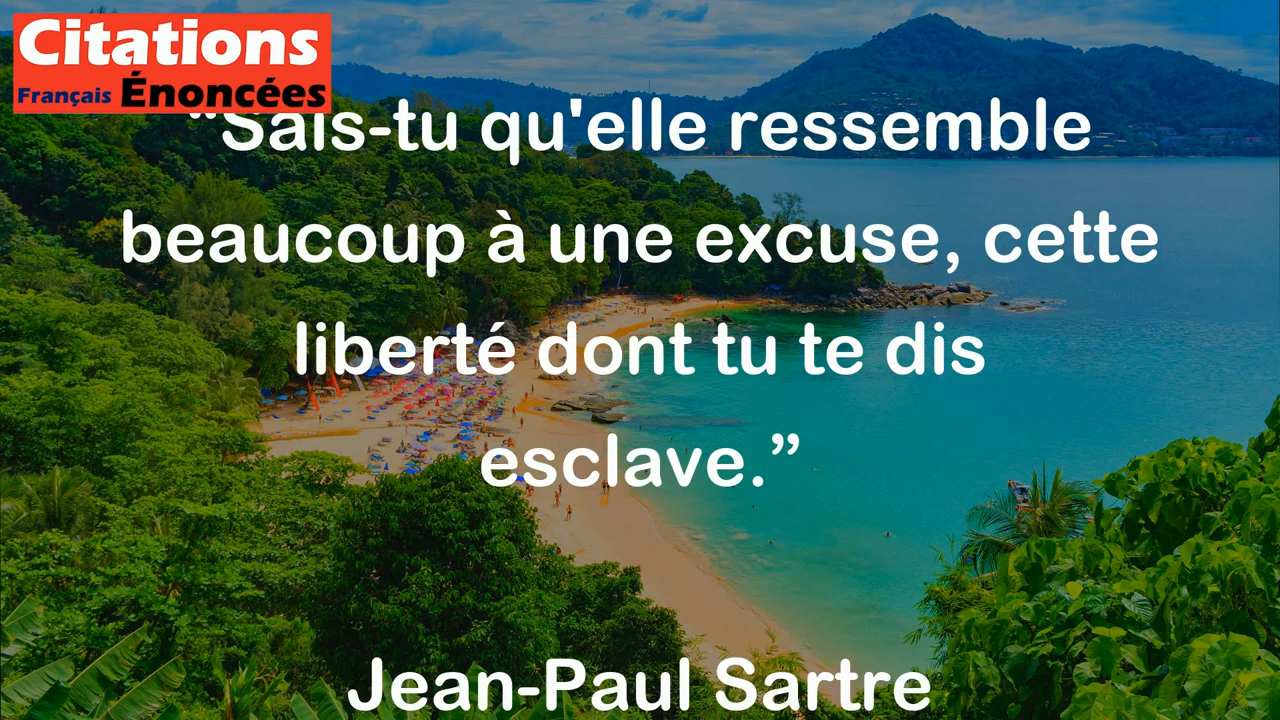 Citations
Français Énoncées
“Sais-tu qu'elle ressemble
beaucoup à une excuse, cette
liberté dont tu te dis
esclave.”
Jean-Paul Sartre